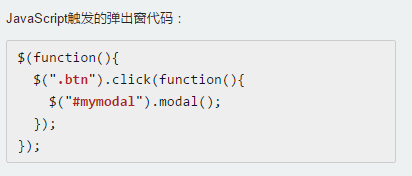 JavaScript触发的弹出窗代码：
$(function(){
  $(".btn").click(function(){
    $("#mymodal").modal();
  });
});